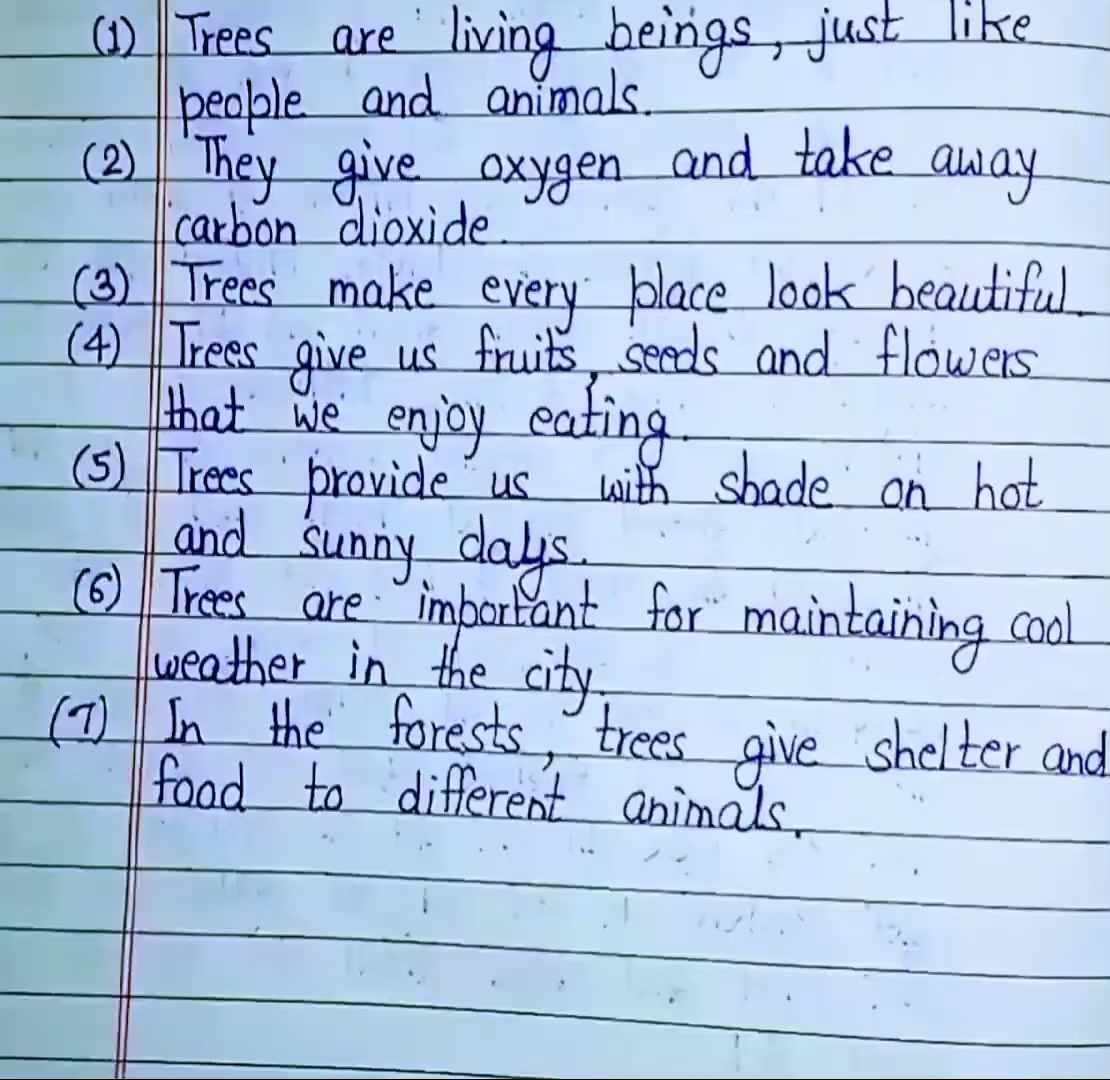 (1) Trees are living beings, just like
people and animals.
(2) They give oxygen and take away
carbon dioxide.
(3) Trees make every place look beautiful.
(4) Trees give us fruits, seeds and flowers
that we enjoy eating.
(5) Trees provide us with shade on hot
and sunny days.
(6) Trees are important for maintaining cool
weather in the city.
(7) In the forests, trees give shelter and
food to different animals.